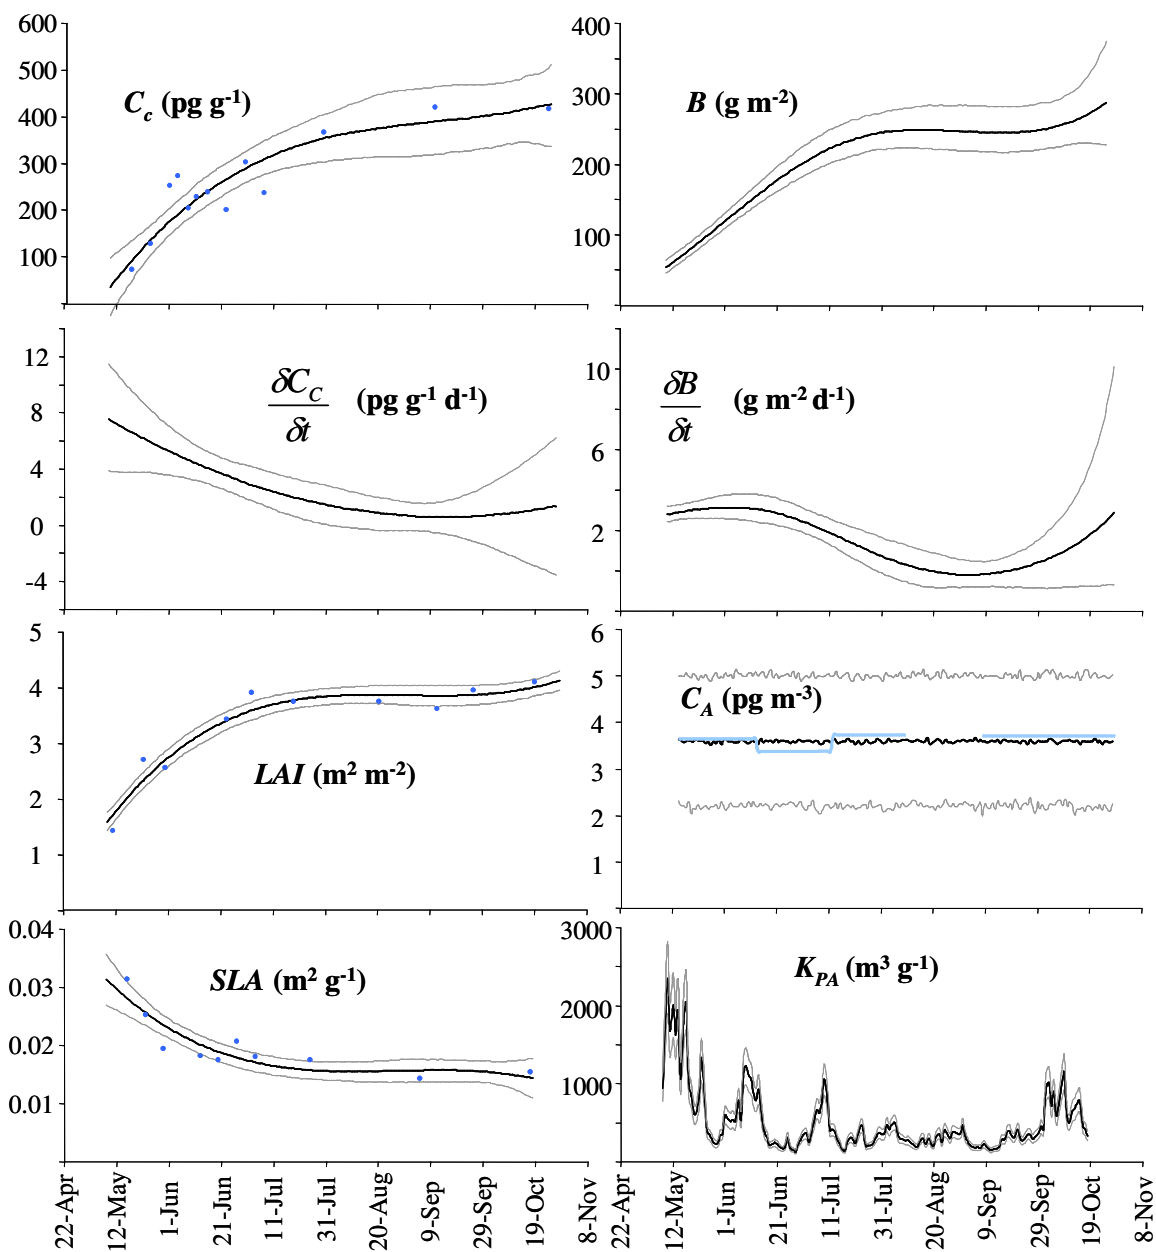 600
500
400
300
200
100
C_c (pg g⁻¹)
400
300
200
100
B (g m⁻²)
12
8
4
0
-4
δC_C
δt
(pg g⁻¹ d⁻¹)
10
6
2
δB
δt
(g m⁻² d⁻¹)
5
4
3
2
1
LAI (m² m⁻²)
6
5
4
3
2
1
C_A (pg m⁻³)
0.04
0.03
0.02
0.01
SLA (m² g⁻¹)
3000
2000
1000
K_PA (m³ g⁻¹)
22-Apr
12-May
1-Jun
21-Jun
11-Jul
31-Jul
20-Aug
9-Sep
29-Sep
19-Oct
8-Nov
22-Apr
12-May
1-Jun
21-Jun
11-Jul
31-Jul
20-Aug
9-Sep
29-Sep
19-Oct
8-Nov